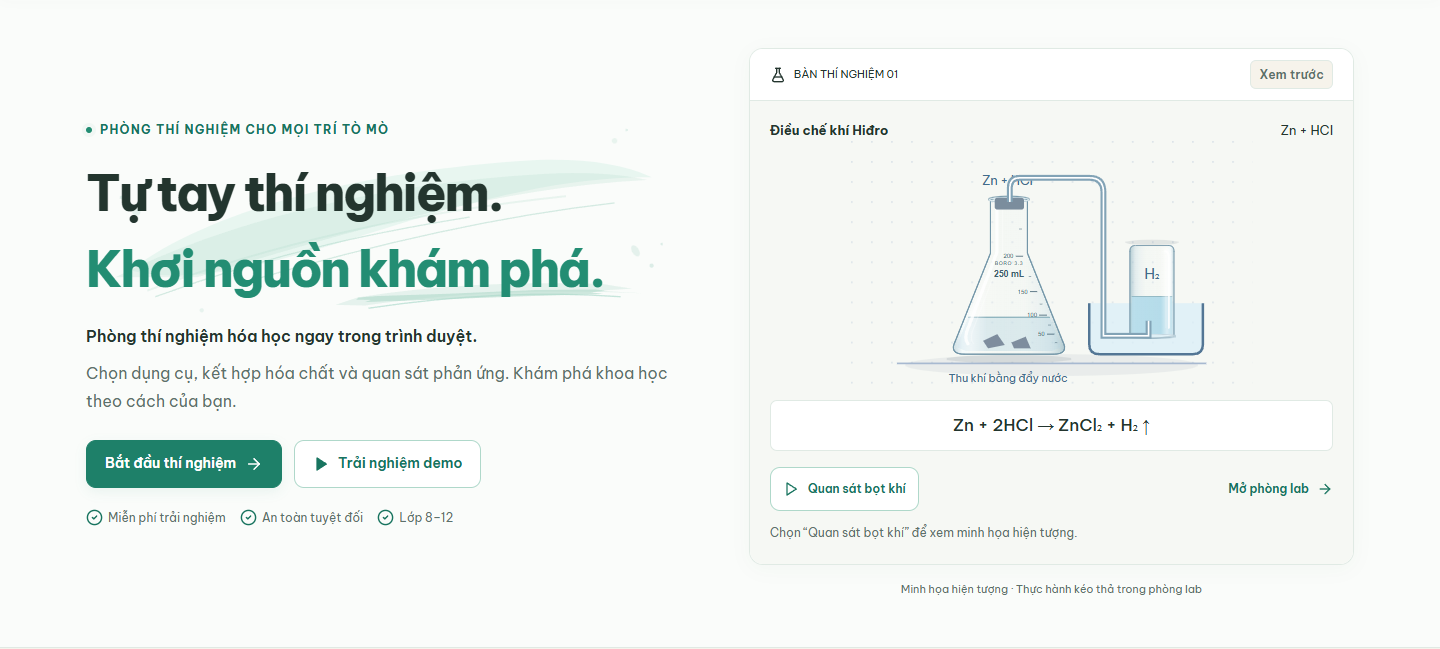 PHÒNG THÍ NGHIỆM CHO MỌI TRÍ TÒ MÒ
Tự tay thí nghiệm.
Khơi nguồn khám phá.
Phòng thí nghiệm hóa học ngay trong trình duyệt.
Chọn dụng cụ, kết hợp hóa chất và quan sát phản ứng. Khám phá khoa học
theo cách của bạn.
Bắt đầu thí nghiệm →
Trải nghiệm demo
Miễn phí trải nghiệm
An toàn tuyệt đối
Lớp 8–12
BÀN THÍ NGHIỆM 01
Xem trước
Điều chế khí Hiđro
Zn + HCl
Zn + HCl
200
BORO 3.3
250 mL
150
100
50
H₂
Thu khí bằng đẩy nước
Zn + 2HCl → ZnCl₂ + H₂ ↑
Quan sát bọt khí
Mở phòng lab →
Chọn “Quan sát bọt khí” để xem minh họa hiện tượng.
Minh họa hiện tượng · Thực hành kéo thả trong phòng lab